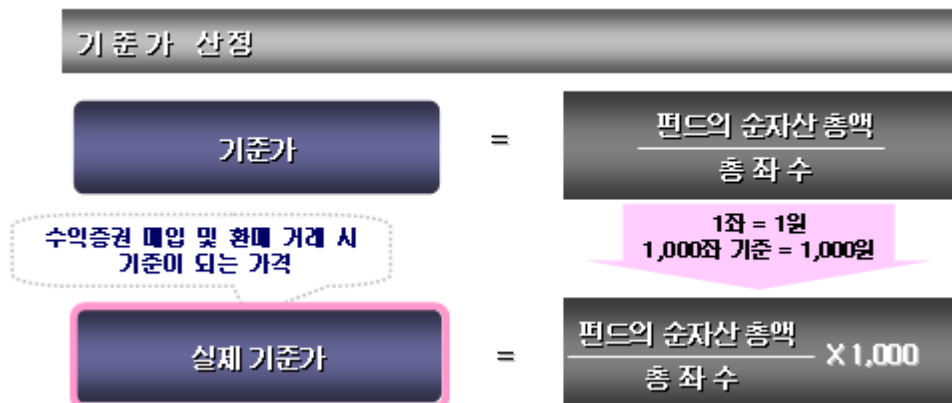 기준가 산정
기준가
=
펀드의 순자산 총액
총 좌 수
수익증권 매입 및 환매 거래 시
기준이 되는 가격
1좌 = 1원
1,000좌 기준 = 1,000원
실제 기준가
=
펀드의 순자산 총액
총 좌 수
X 1,000